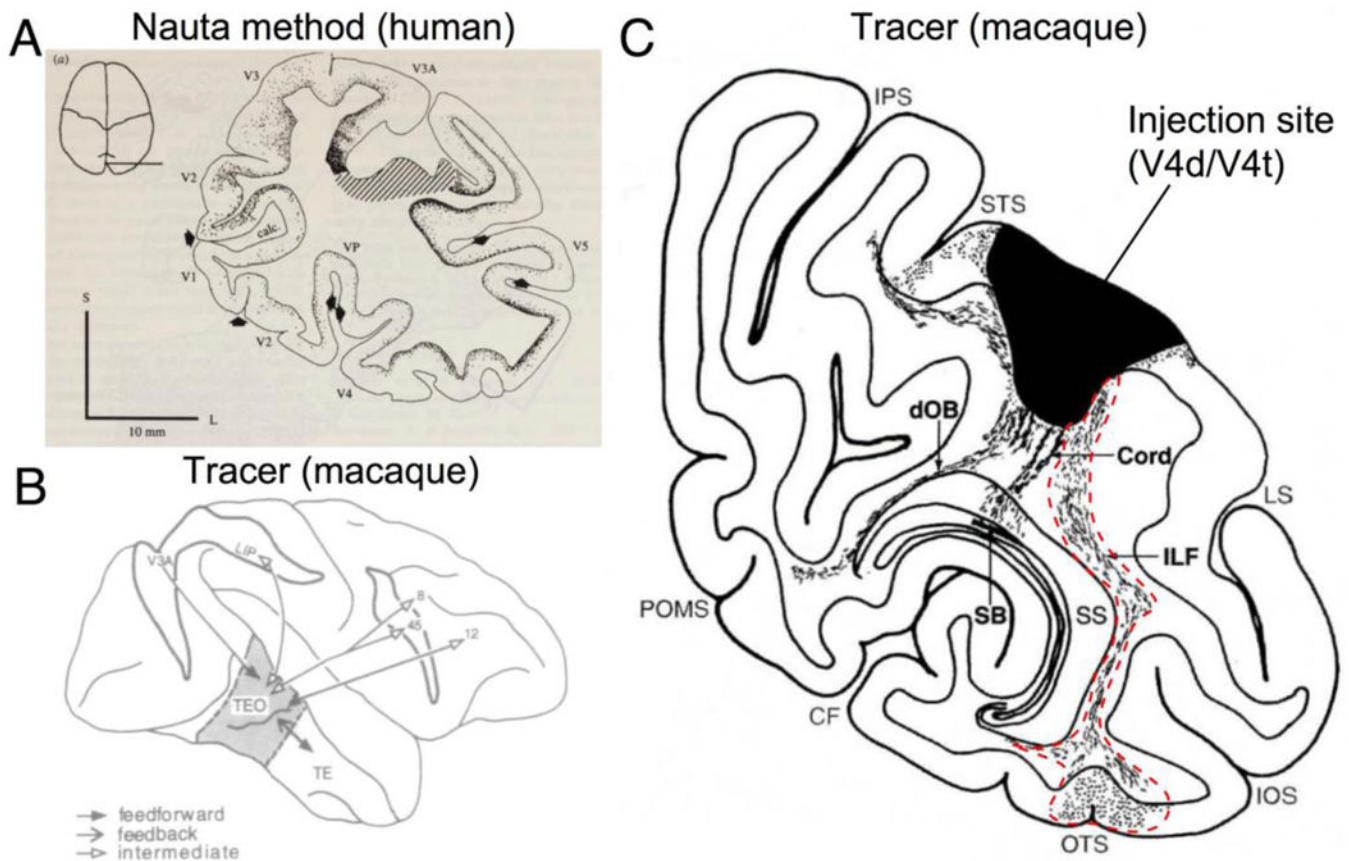 A
Nauta method (human)
(a)
V3
V3A
V2
calc.
V1
VP
V5
V2
V4
S
L
10 mm
B
Tracer (macaque)
V3A
LIP
8
45
12
TEO
TE
feedforward
feedback
intermediate
C
Tracer (macaque)
IPS
Injection site
(V4d/V4t)
STS
dOB
Cord
LS
ILF
POMS
SB
SS
CF
IOS
OTS